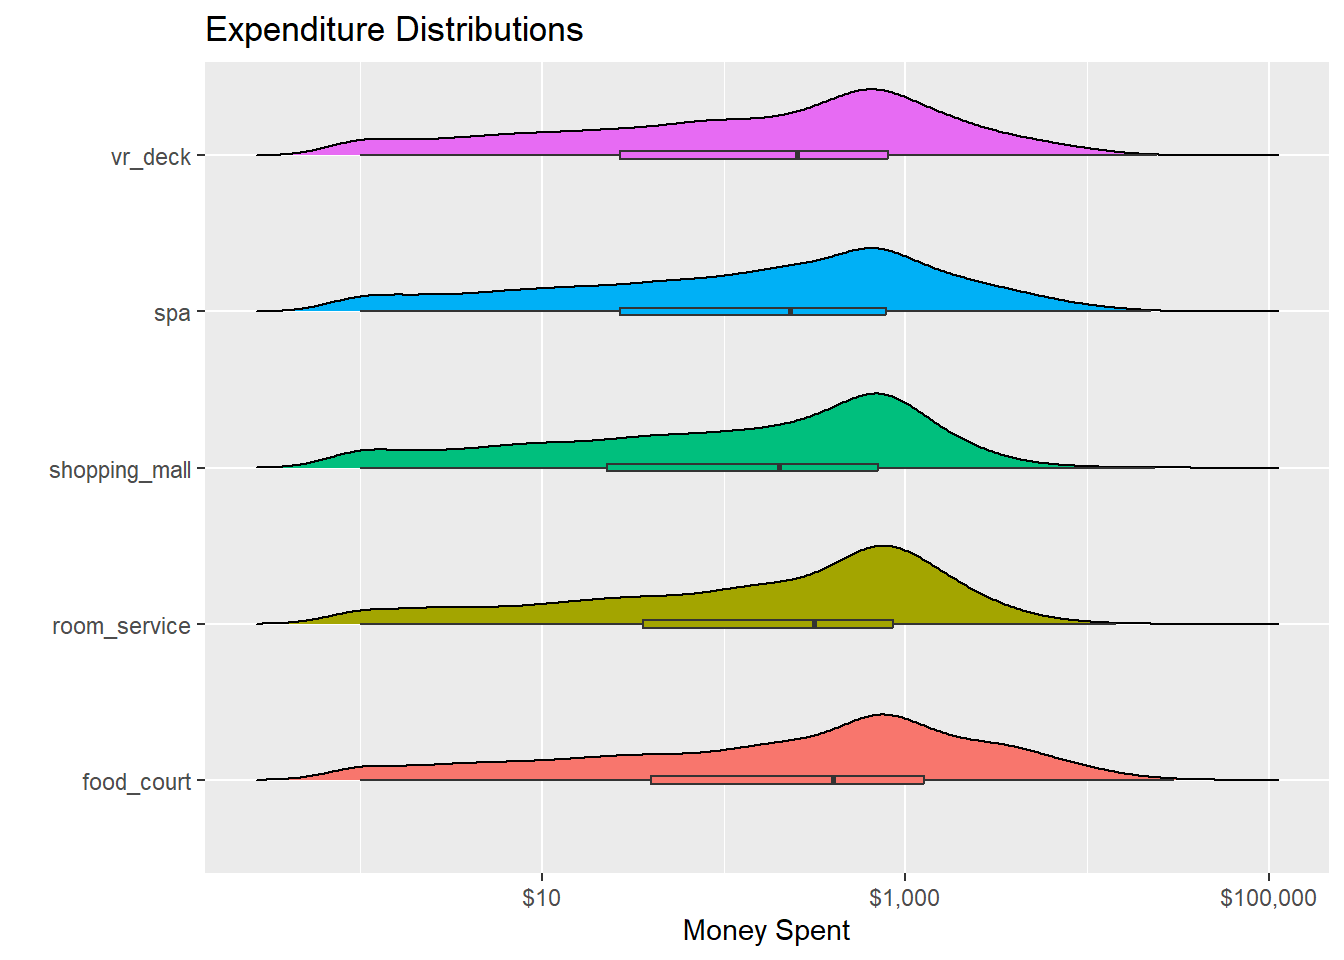 Expenditure Distributions
vr_deck
spa
shopping_mall
room_service
food_court
$10 $1,000 $100,000
Money Spent